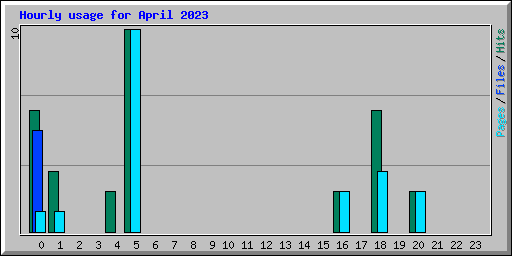 Hourly usage for April 2023
10
Pages / Files / Hits
0 1 2 3 4 5 6 7 8 9 10 11 12 13 14 15 16 17 18 19 20 21 22 23